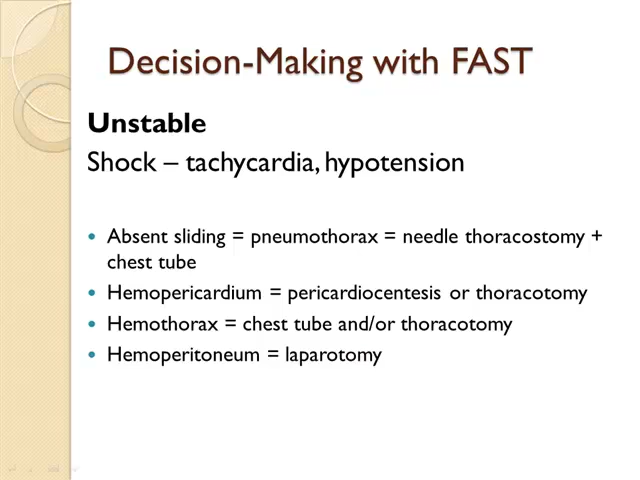 Decision-Making with FAST
Unstable
Shock – tachycardia, hypotension
• Absent sliding = pneumothorax = needle thoracostomy +
chest tube
• Hemopericardium = pericardiocentesis or thoracotomy
• Hemothorax = chest tube and/or thoracotomy
• Hemoperitoneum = laparotomy